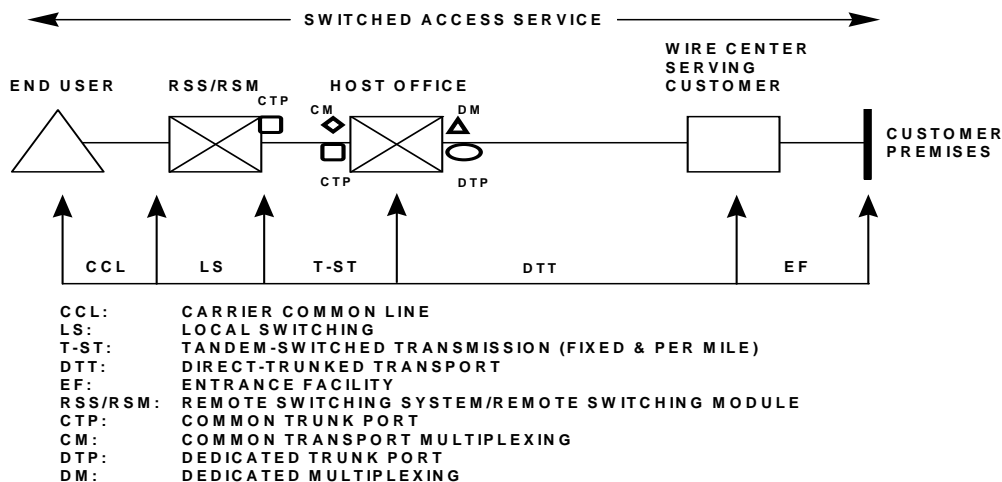 SWITCHED ACCESS SERVICE
WIRE CENTER
SERVING
CUSTOMER
END USER
RSS/RSM
HOST OFFICE
CTP
CM
DM
CUSTOMER
PREMISES
CTP
DTP
CCL
LS
T-ST
DTT
EF
CCL: CARRIER COMMON LINE
LS: LOCAL SWITCHING
T-ST: TANDEM-SWITCHED TRANSMISSION (FIXED & PER MILE)
DTT: DIRECT-TRUNKED TRANSPORT
EF: ENTRANCE FACILITY
RSS/RSM: REMOTE SWITCHING SYSTEM/REMOTE SWITCHING MODULE
CTP: COMMON TRUNK PORT
CM: COMMON TRANSPORT MULTIPLEXING
DTP: DEDICATED TRUNK PORT
DM: DEDICATED MULTIPLEXING